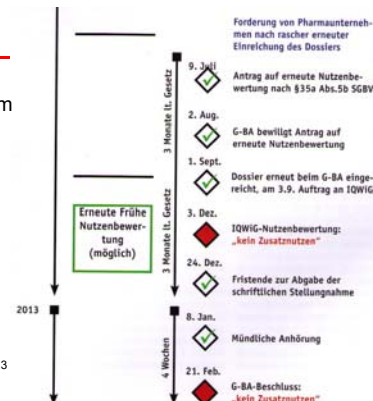 Forderung von Pharmaunterneh-
men nach rascher erneuter
Einreichung des Dossiers
9. Juli
Antrag auf erneute Nutzenbe-
wertung nach §35a Abs.5b SGBV
m
3 Monate lt. Gesetz
2. Aug.
G-BA bewilligt Antrag auf
erneute Nutzenbewertung
1. Sept.
Dossier erneut beim G-BA einge-
reicht, am 3.9. Auftrag an IQWiG
Erneute Frühe
Nutzenbewer-
tung
(möglich)
3 Monate lt. Gesetz
3. Dez.
IQWiG-Nutzenbewertung:
„kein Zusatznutzen"
24. Dez.
Fristende zur Abgabe der
schriftlichen Stellungnahme
2013
8. Jan.
Mündliche Anhörung
3
4 Wochen
21. Feb.
G-BA-Beschluss:
„kein Zusatznutzen"